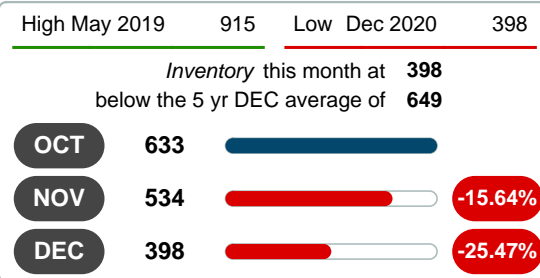 High May 2019 915 Low Dec 2020 398
Inventory this month at 398
below the 5 yr DEC average of 649
OCT 633
NOV 534 -15.64%
DEC 398 -25.47%